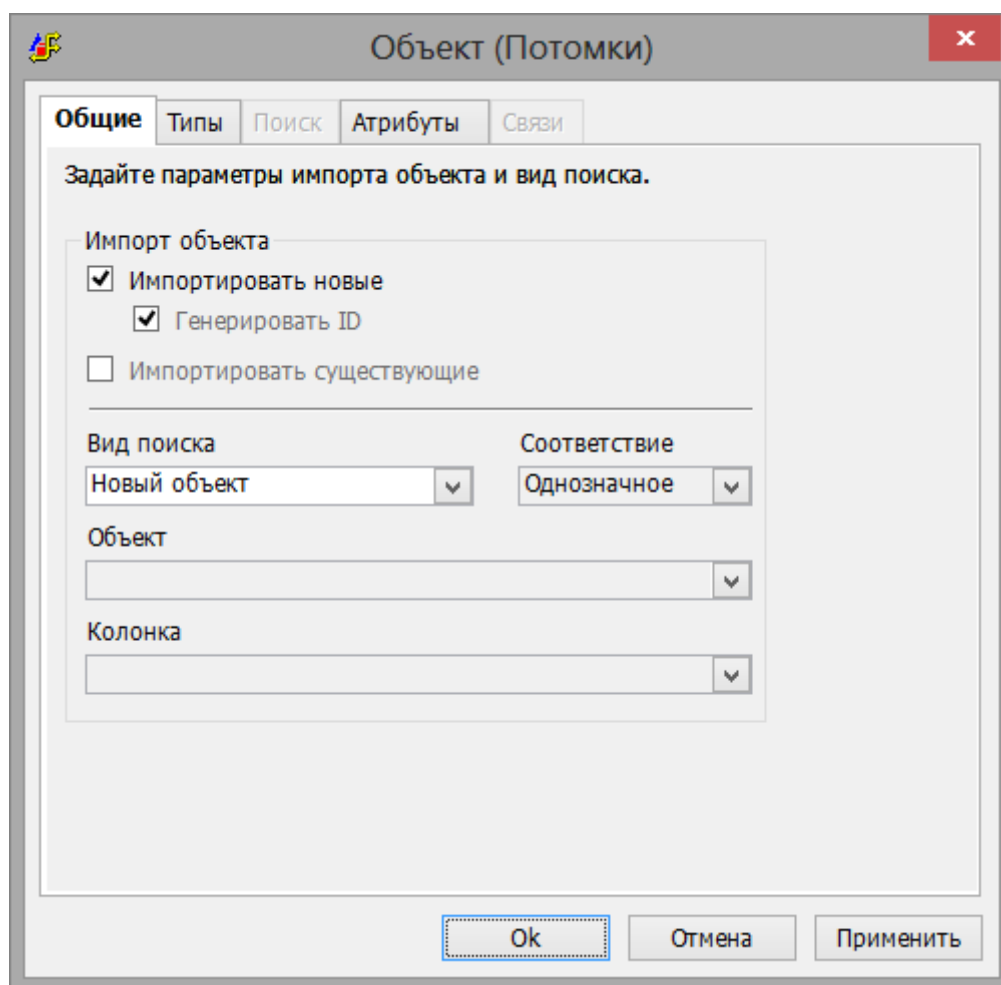 Объект (Потомки)
Общие Типы Поиск Атрибуты Связи
Задайте параметры импорта объекта и вид поиска.
Импорт объекта
Импортировать новые
Генерировать ID
Импортировать существующие
Вид поиска Соответствие
Новый объект Однозначное
Объект
Колонка
Ok Отмена Применить